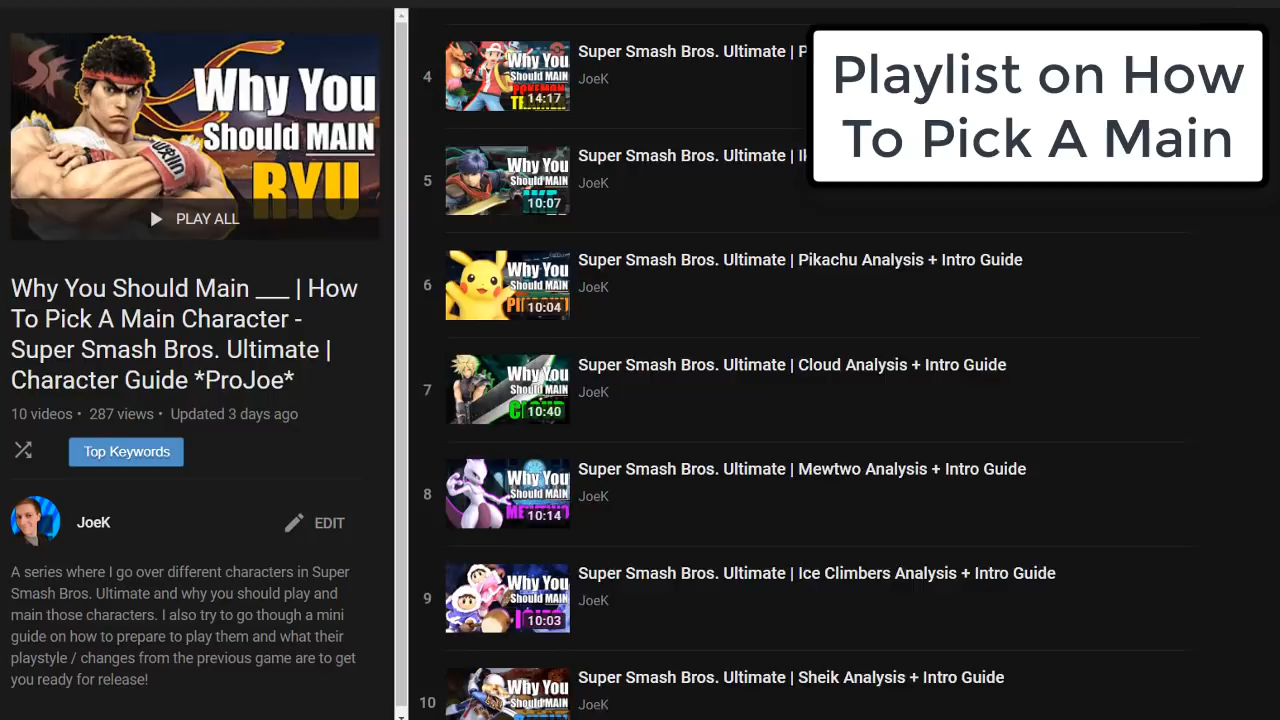 Why You
Should MAIN
RYU
PLAY ALL
Why You Should Main ___ | How
To Pick A Main Character -
Super Smash Bros. Ultimate |
Character Guide *ProJoe*
10 videos • 287 views • Updated 3 days ago
Top Keywords
JoeK
EDIT
A series where I go over different characters in Super
Smash Bros. Ultimate and why you should play and
main those characters. I also try to go though a mini
guide on how to prepare to play them and what their
playstyle / changes from the previous game are to get
you ready for release!
Playlist on How
To Pick A Main
4
Why You
Should MAIN
14:17
Super Smash Bros. Ultimate |
JoeK
5
Why You
Should MAIN
10:07
Super Smash Bros. Ultimate |
JoeK
6
Why You
Should MAIN
10:04
Super Smash Bros. Ultimate | Pikachu Analysis + Intro Guide
JoeK
7
Why You
Should MAIN
10:40
Super Smash Bros. Ultimate | Cloud Analysis + Intro Guide
JoeK
8
Why You
Should MAIN
10:14
Super Smash Bros. Ultimate | Mewtwo Analysis + Intro Guide
JoeK
9
Why You
Should MAIN
10:03
Super Smash Bros. Ultimate | Ice Climbers Analysis + Intro Guide
JoeK
10
Why You
Should MAIN
Super Smash Bros. Ultimate | Sheik Analysis + Intro Guide
JoeK